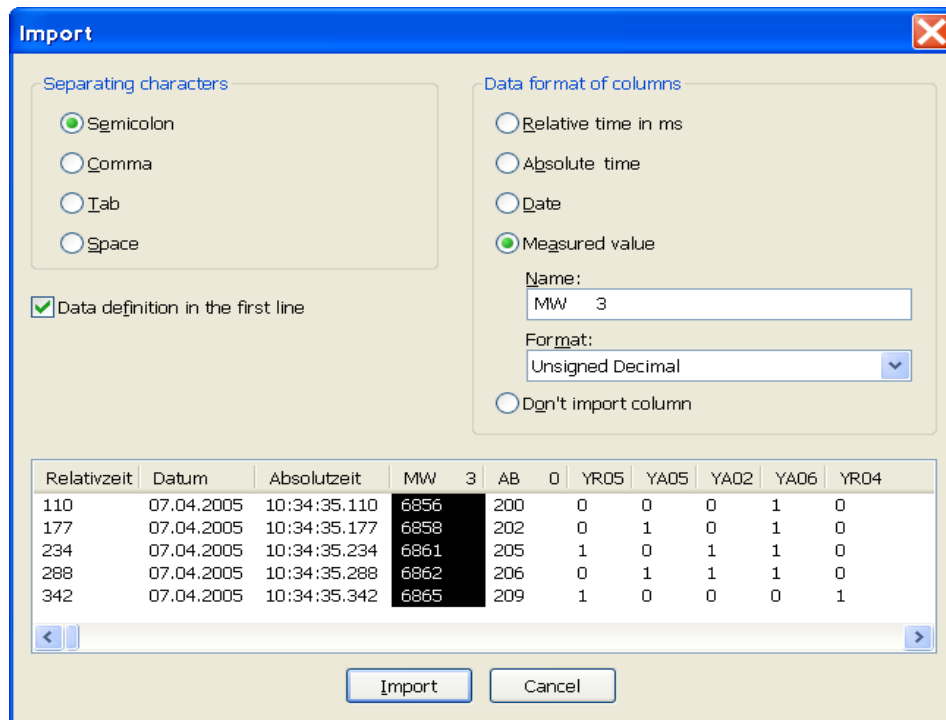 Import
Separating characters
Semicolon
Comma
Tab
Space
Data definition in the first line
Data format of columns
Relative time in ms
Absolute time
Date
Measured value
Name:
MW 3
Format:
Unsigned Decimal
Don't import column
Relativzeit Datum Absolutzeit MW 3 AB 0 YR05 YA05 YA02 YA06 YR04
110 07.04.2005 10:34:35.110 6856 200 0 0 0 1 0
177 07.04.2005 10:34:35.177 6858 202 0 1 0 1 0
234 07.04.2005 10:34:35.234 6861 205 1 0 1 1 0
288 07.04.2005 10:34:35.288 6862 206 0 1 1 1 0
342 07.04.2005 10:34:35.342 6865 209 1 0 0 0 1
Import Cancel